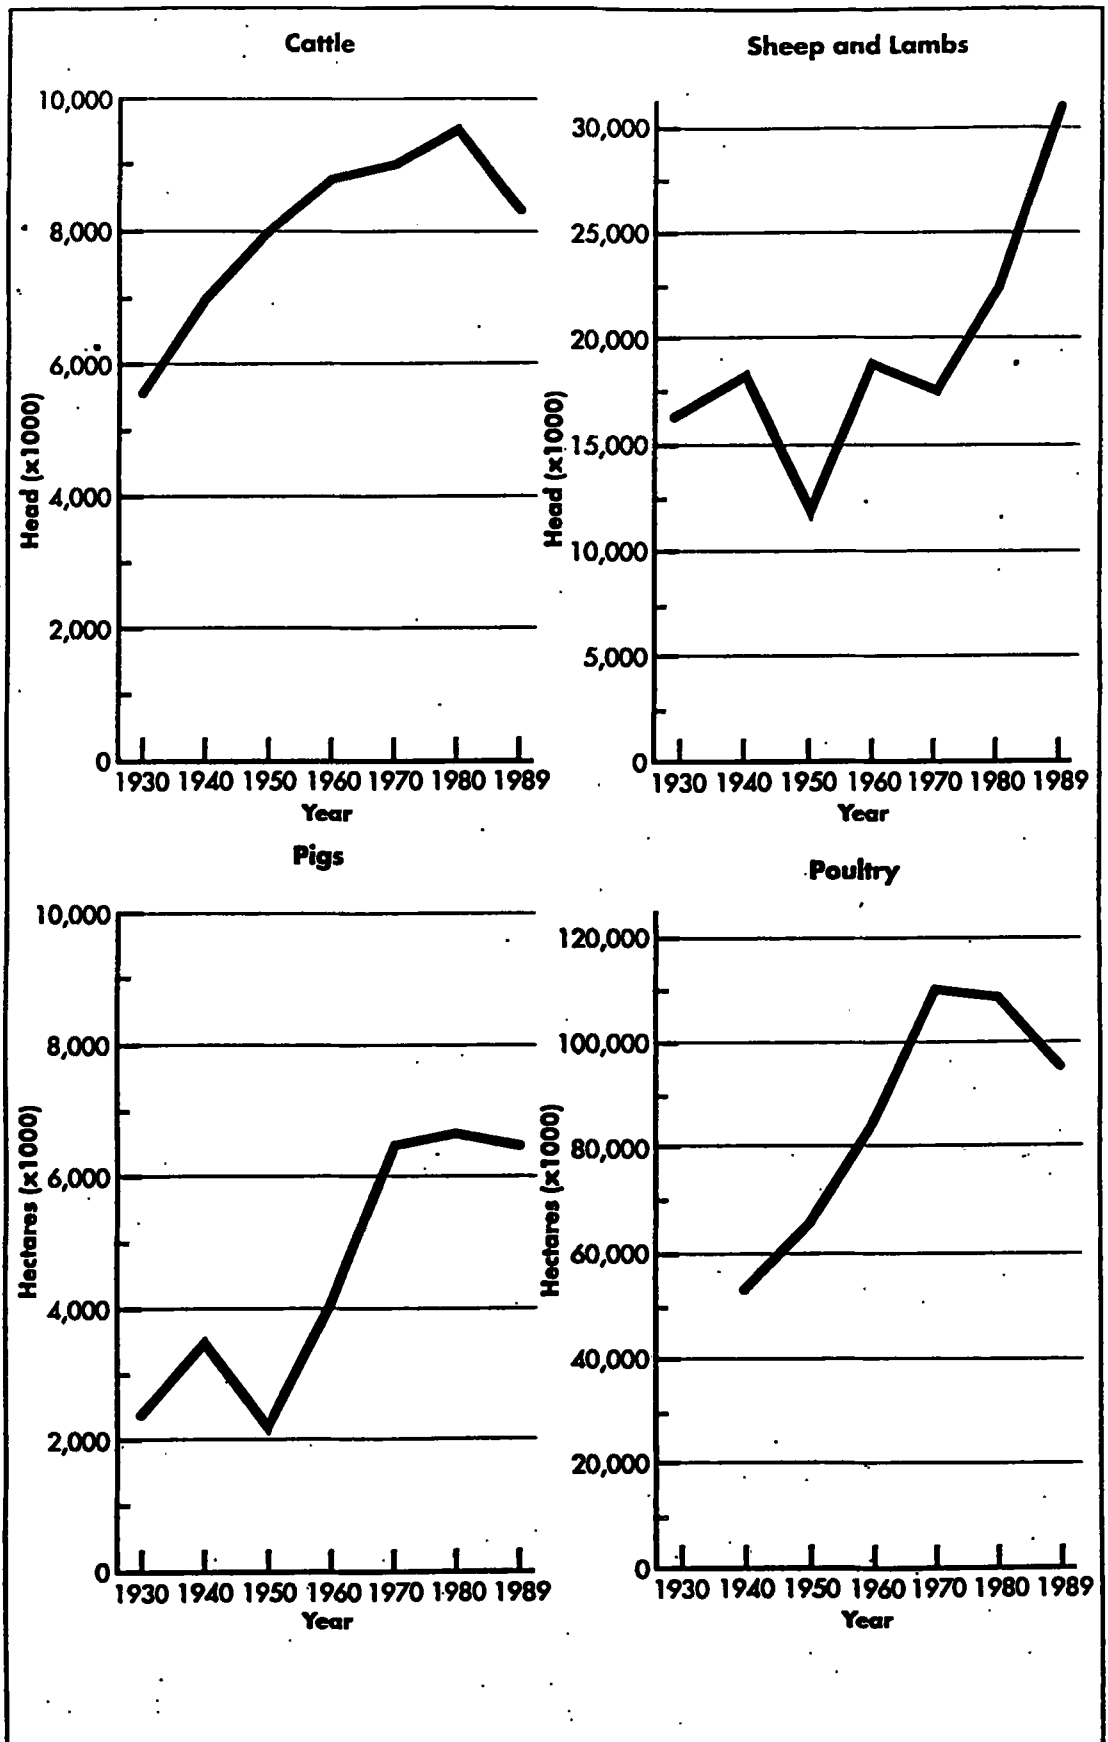 Cattle
10,000
8,000
6,000
4,000
2,000
0
Head (x1000)
1930 1940 1950 1960 1970 1980 1989
Year
Sheep and Lambs
30,000
25,000
20,000
15,000
10,000
5,000
0
Head (x1000)
1930 1940 1950 1960 1970 1980 1989
Year
Pigs
10,000
8,000
6,000
4,000
2,000
0
Hectares (x1000)
1930 1940 1950 1960 1970 1980 1989
Year
Poultry
120,000
100,000
80,000
60,000
40,000
20,000
0
Hectares (x1000)
1930 1940 1950 1960 1970 1980 1989
Year